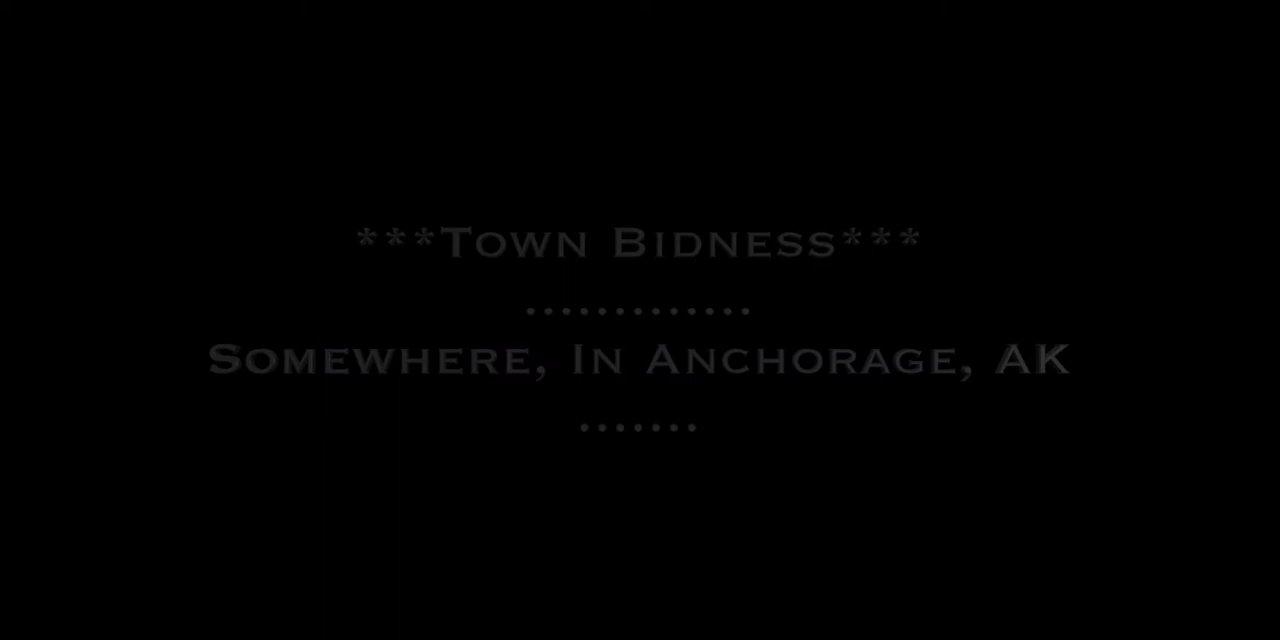 ***Town Bidness***
.............
Somewhere, In Anchorage, AK
.......